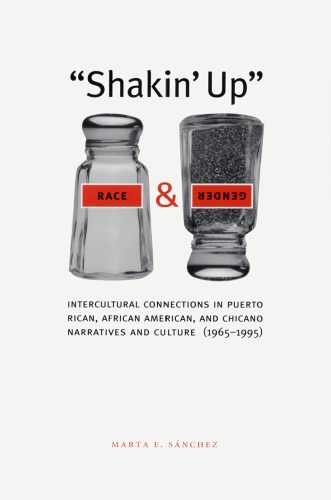 “Shakin’ Up”
RACE & GENDER
INTERCULTURAL CONNECTIONS IN PUERTO
RICAN, AFRICAN AMERICAN, AND CHICANO
NARRATIVES AND CULTURE (1965–1995)
MARTA E. SÁNCHEZ